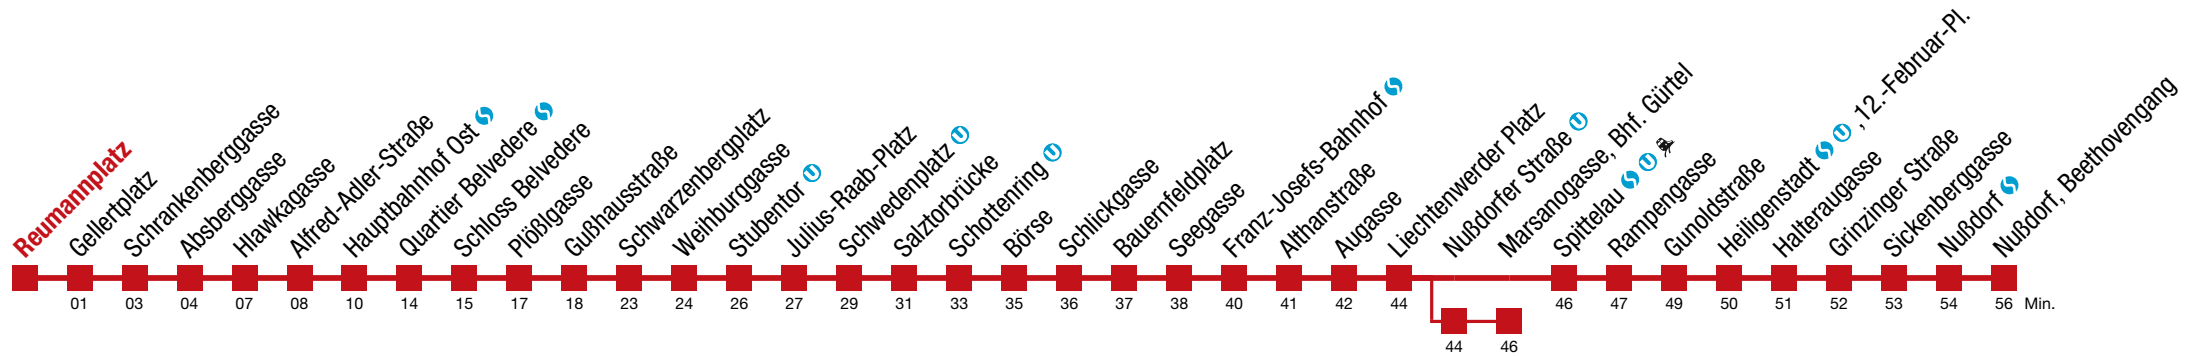 Reumannplatz
Gellertplatz
Schrankenberggasse
Absberggasse
Hlawkagasse
Alfred-Adler-Straße
Hauptbahnhof Ost
Quartier Belvedere
Schloss Belvedere
Plößlgasse
Gußhausstraße
Schwarzenbergplatz
Weihburggasse
Stubentor U
Julius-Raab-Platz
Schwedenplatz U
Salztorbrücke
Schottenring U
Börse
Schlickgasse
Bauernfeldplatz
Seegasse
Franz-Josefs-Bahnhof
Althanstraße
Augasse
Liechtenwerder Platz
Nußdorfer Straße U
Marsanogasse, Bhf. Gürtel
Spittelau U
Rampengasse
Gunoldstraße
Heiligenstadt U , 12.-Februar-Pl.
Halteraugasse
Grinzinger Straße
Sickenberggasse
Nußdorf
Nußdorf, Beethovengang
01 03 04 07 08 10 14 15 17 18 23 24 26 27 29 31 33 35 36 37 38 40 41 42 44 46 47 49 50 51 52 53 54 56 Min.
44 46